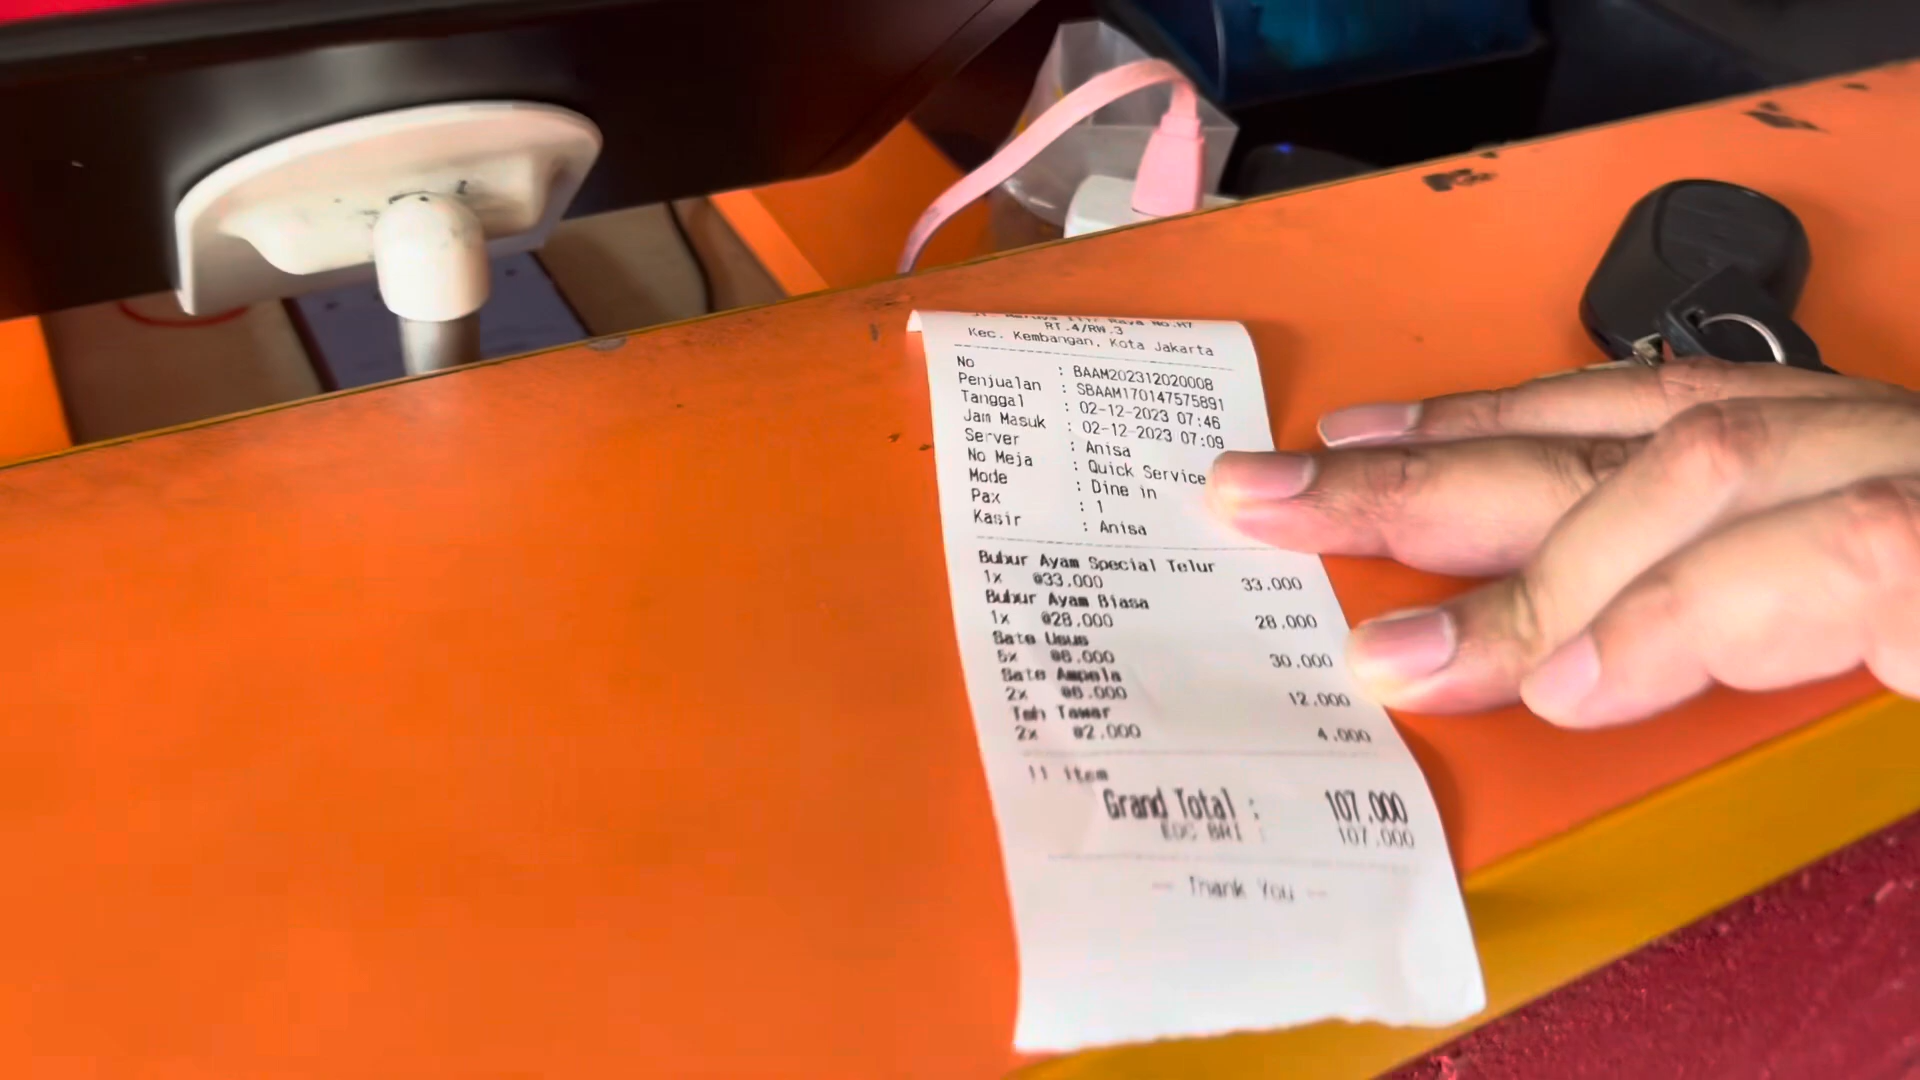 RT.4/RW.3
Kec. Kembangan, Kota Jakarta
No : BAAM202312020008
Penjualan : SBAAM170147575891
Tanggal : 02-12-2023 07:46
Jam Masuk : 02-12-2023 07:09
Server : Anisa
No Meja : Quick Service
Mode : Dine in
Pax : 1
Kasir : Anisa
Bubur Ayam Special Telur
1x @33.000 33.000
Bubur Ayam Biasa
1x @28.000 28.000
Sate Usus
5x @6.000 30.000
Sate Ampela
2x @6.000 12.000
Teh Tawar
2x @2.000 4.000
11 item
Grand Total : 107.000
EDC BRI : 107.000
-- Thank You --